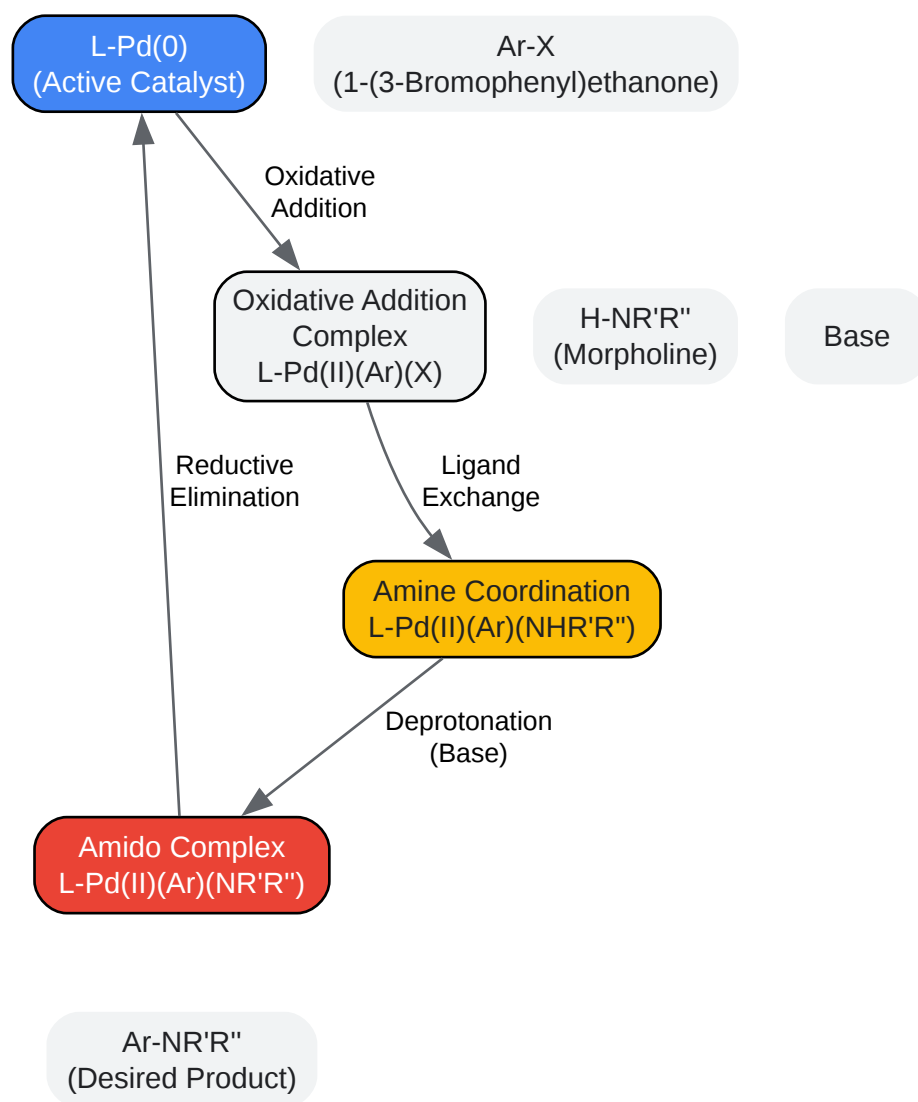 L-Pd(0)
(Active Catalyst)
Ar-X
(1-(3-Bromophenyl)ethanone)
Oxidative
Addition
Oxidative Addition
Complex
L-Pd(II)(Ar)(X)
H-NR'R''
(Morpholine)
Base
Reductive
Elimination
Ligand
Exchange
Amine Coordination
L-Pd(II)(Ar)(NHR'R'')
Deprotonation
(Base)
Amido Complex
L-Pd(II)(Ar)(NR'R'')
Ar-NR'R''
(Desired Product)